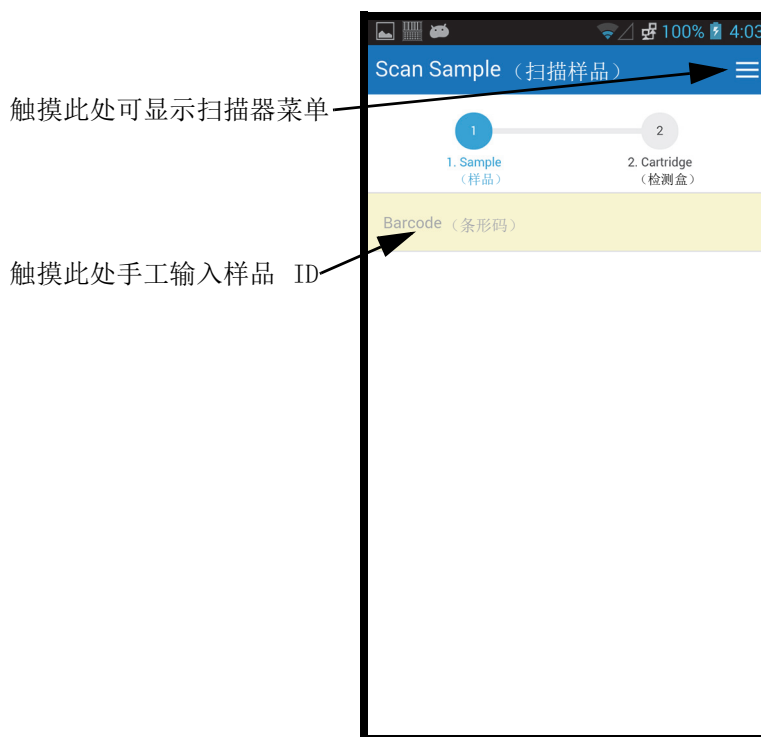 100% 4:03
Scan Sample（扫描样品）
触摸此处可显示扫描器菜单
1
2
1. Sample
（样品）
2. Cartridge
（检测盒）
Barcode（条形码）
触摸此处手工输入样品 ID